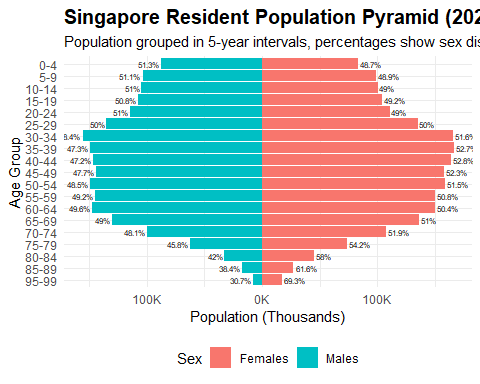 Singapore Resident Population Pyramid (202
Population grouped in 5-year intervals, percentages show sex dis
Age Group
0-4 51.3% 48.7%
5-9 51.1% 48.9%
10-14 51% 49%
15-19 50.8% 49.2%
20-24 51% 49%
25-29 50% 50%
30-34 8.4% 51.6%
35-39 47.3% 52.7%
40-44 47.2% 52.8%
45-49 47.7% 52.3%
50-54 48.5% 51.5%
55-59 49.2% 50.8%
60-64 49.6% 50.4%
65-69 49% 51%
70-74 48.1% 51.9%
75-79 45.8% 54.2%
80-84 42% 58%
85-89 38.4% 61.6%
95-99 30.7% 69.3%
100K 0K 100K
Population (Thousands)
Sex Females Males